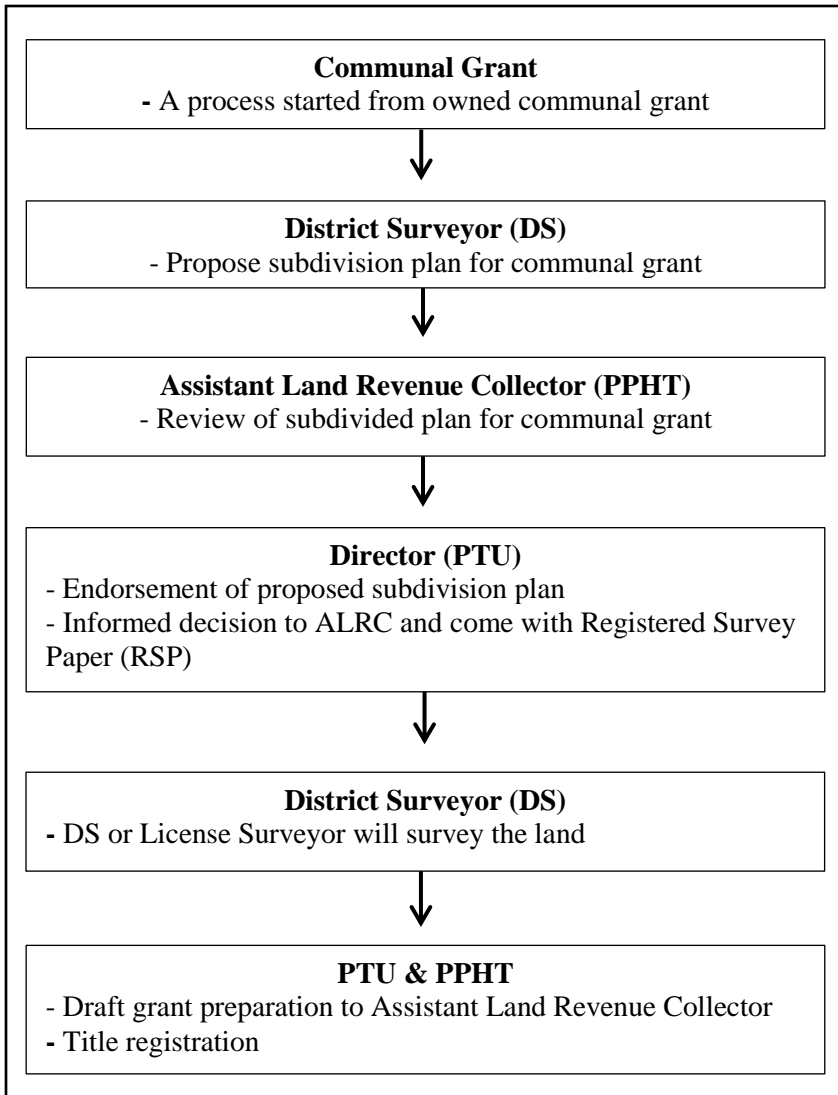 Communal Grant
- A process started from owned communal grant
District Surveyor (DS)
- Propose subdivision plan for communal grant
Assistant Land Revenue Collector (PPHT)
- Review of subdivided plan for communal grant
Director (PTU)
- Endorsement of proposed subdivision plan
- Informed decision to ALRC and come with Registered Survey
Paper (RSP)
District Surveyor (DS)
- DS or License Surveyor will survey the land
PTU & PPHT
- Draft grant preparation to Assistant Land Revenue Collector
- Title registration